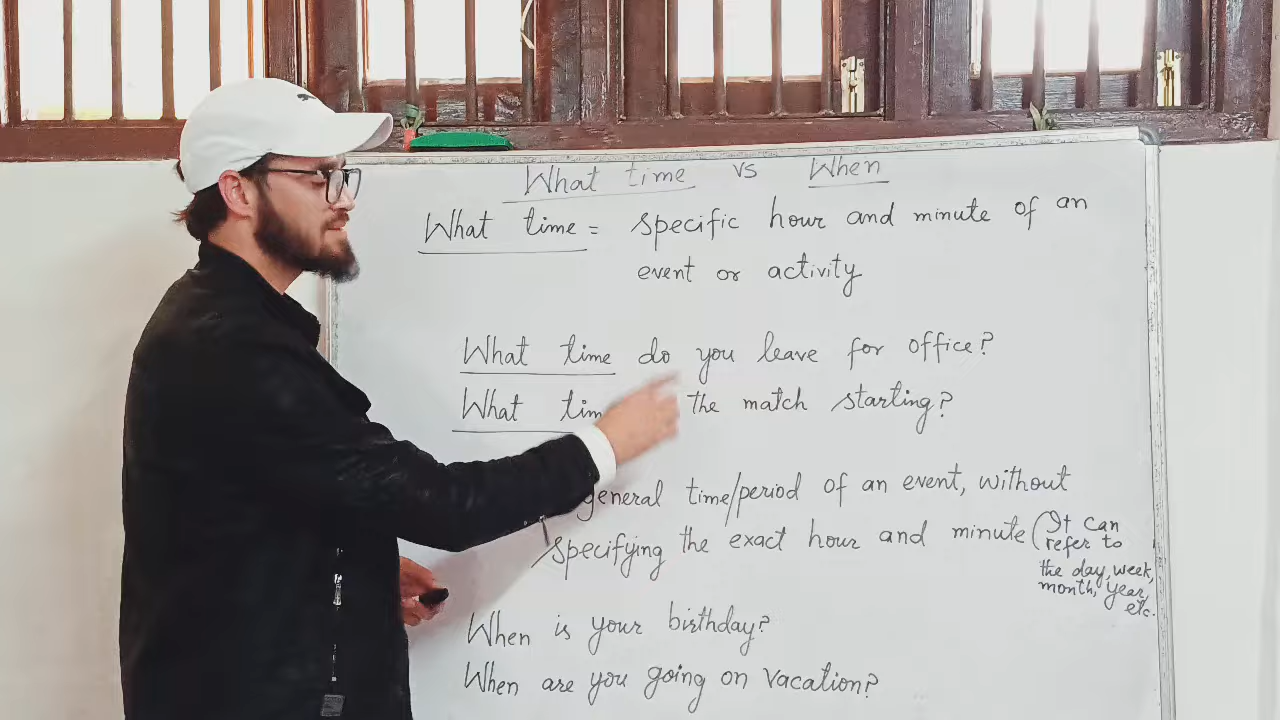 What time vs When
What time = specific hour and minute of an
event or activity
What time do you leave for office?
What tim the match starting?
general time/period of an event, without
specifying the exact hour and minute (It can
refer to
the day, week,
month, year,
etc.
When is your birthday?
When are you going on vacation?